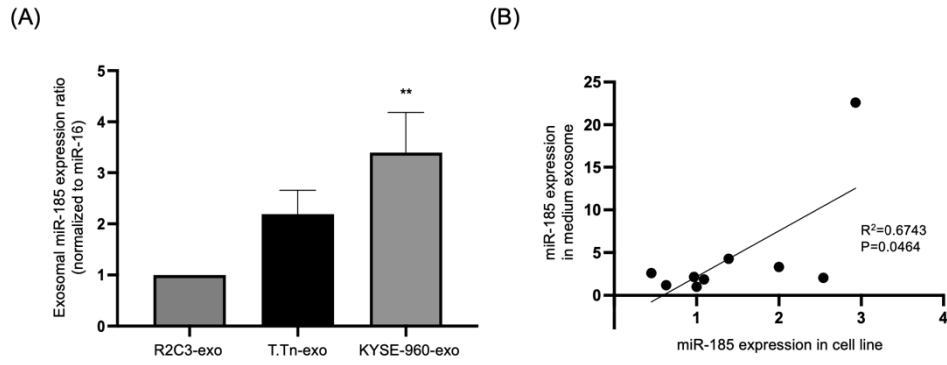 (A)
Exosomal miR-185 expression ratio
(normalized to miR-16)
5
4
3
2
1
0
**
R2C3-exo
T.Tn-exo
KYSE-960-exo
(B)
miR-185 expression
in medium exosome
25
20
15
10
5
0
R²=0.6743
P=0.0464
1
2
3
4
miR-185 expression in cell line